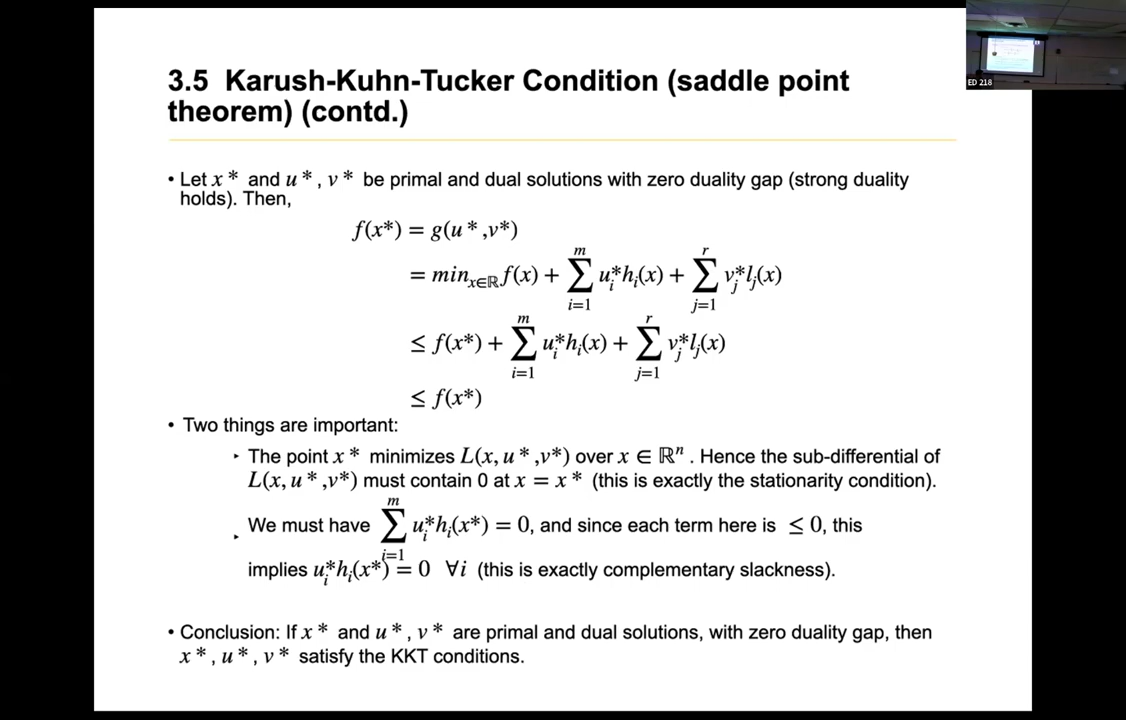 3.5 Karush-Kuhn-Tucker Condition (saddle point
theorem) (contd.)
ED 218
• Let x* and u*, v* be primal and dual solutions with zero duality gap (strong duality
holds). Then,
f(x*) = g(u*,v*)
= min_{x∈ℝ} f(x) + ∑_{i=1}^{m} u_i^* h_i(x) + ∑_{j=1}^{r} v_j^* l_j(x)
≤ f(x*) + ∑_{i=1}^{m} u_i^* h_i(x) + ∑_{j=1}^{r} v_j^* l_j(x)
≤ f(x*)
• Two things are important:
‣ The point x* minimizes L(x, u*,v*) over x ∈ ℝⁿ. Hence the sub-differential of
L(x, u*,v*) must contain 0 at x = x* (this is exactly the stationarity condition).
‣ We must have ∑_{i=1}^{m} u_i^* h_i(x*) = 0, and since each term here is ≤ 0, this
implies u_i^* h_i(x*) = 0 ∀i (this is exactly complementary slackness).
• Conclusion: If x* and u*, v* are primal and dual solutions, with zero duality gap, then
x*, u*, v* satisfy the KKT conditions.